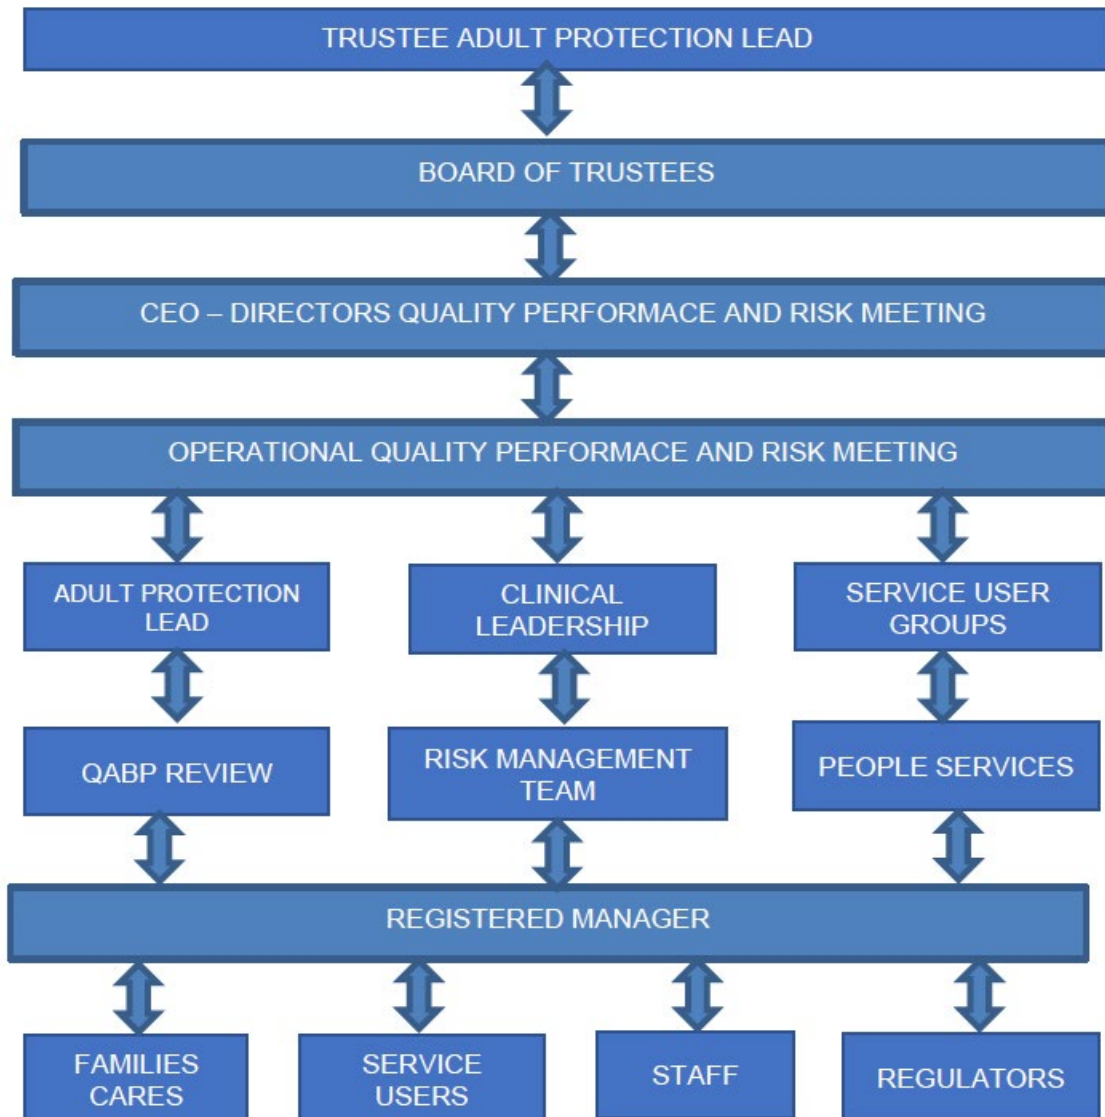 TRUSTEE ADULT PROTECTION LEAD
BOARD OF TRUSTEES
CEO – DIRECTORS QUALITY PERFORMACE AND RISK MEETING
OPERATIONAL QUALITY PERFORMACE AND RISK MEETING
ADULT PROTECTION
LEAD
CLINICAL
LEADERSHIP
SERVICE USER
GROUPS
QABP REVIEW
RISK MANAGEMENT
TEAM
PEOPLE SERVICES
REGISTERED MANAGER
FAMILIES
CARES
SERVICE
USERS
STAFF
REGULATORS